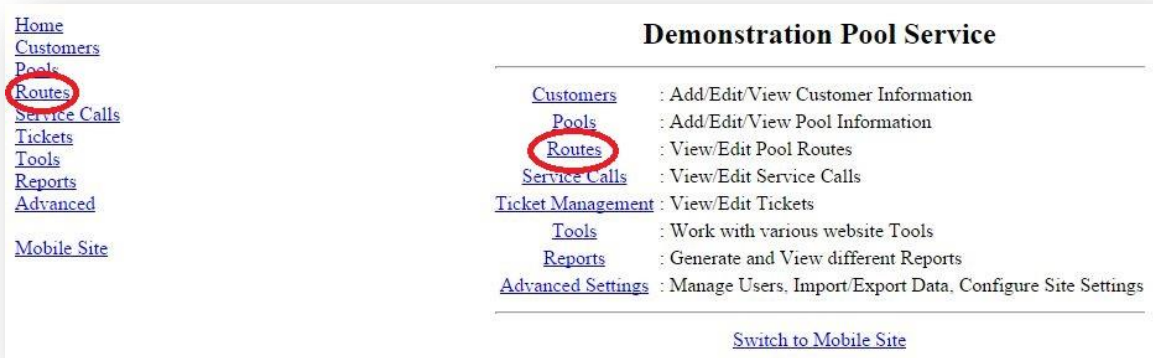 Home
Customers
Pools
Routes
Service Calls
Tickets
Tools
Reports
Advanced
Mobile Site
Demonstration Pool Service
Customers : Add/Edit/View Customer Information
Pools : Add/Edit/View Pool Information
Routes : View/Edit Pool Routes
Service Calls : View/Edit Service Calls
Ticket Management : View/Edit Tickets
Tools : Work with various website Tools
Reports : Generate and View different Reports
Advanced Settings : Manage Users, Import/Export Data, Configure Site Settings
Switch to Mobile Site